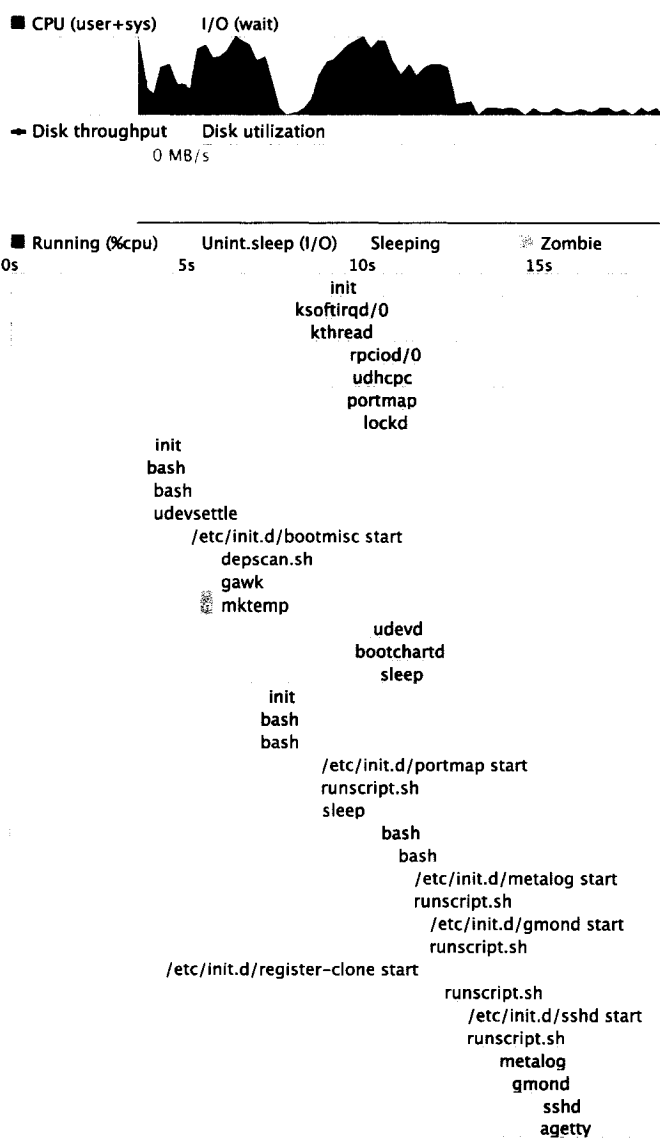 CPU (user+sys) I/O (wait)
Disk throughput Disk utilization
0 MB/s
Running (%cpu) Unint.sleep (I/O) Sleeping Zombie
0s 5s 10s 15s
init
ksoftirqd/0
kthread
rpciod/0
udhcpc
portmap
lockd
init
bash
bash
udevsettle
/etc/init.d/bootmisc start
depscan.sh
gawk
mktemp
udevd
bootchartd
sleep
init
bash
bash
/etc/init.d/portmap start
runscript.sh
sleep
bash
bash
/etc/init.d/metalog start
runscript.sh
/etc/init.d/gmond start
runscript.sh
/etc/init.d/register-clone start
runscript.sh
/etc/init.d/sshd start
runscript.sh
metalog
gmond
sshd
agetty